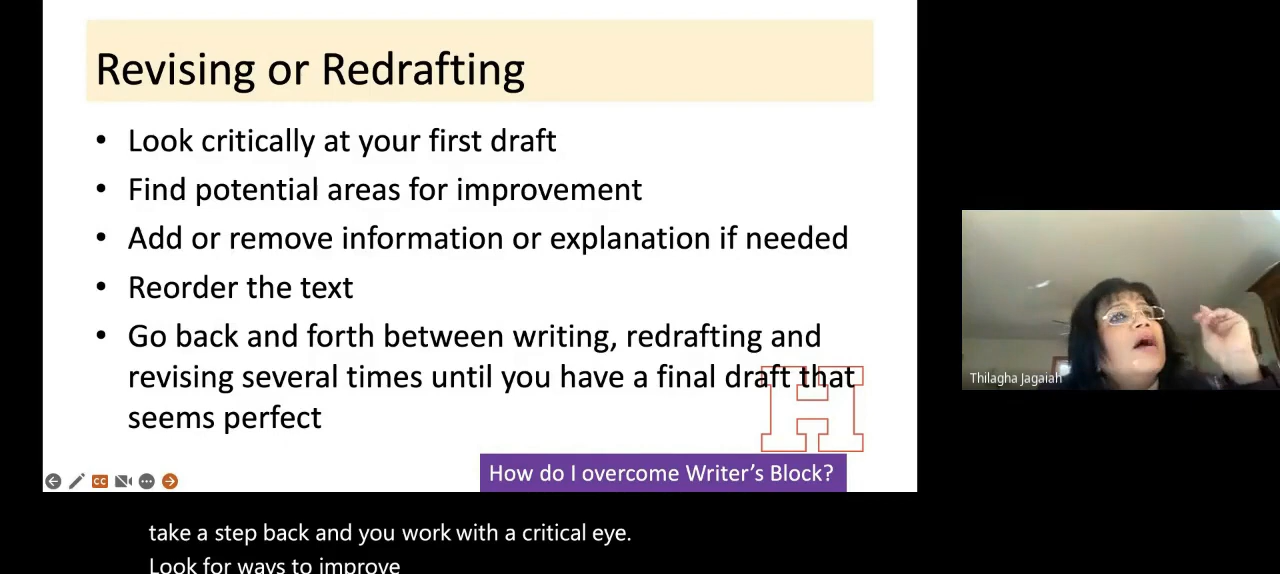 Revising or Redrafting
• Look critically at your first draft
• Find potential areas for improvement
• Add or remove information or explanation if needed
• Reorder the text
• Go back and forth between writing, redrafting and
revising several times until you have a final draft that
seems perfect
H
How do I overcome Writer's Block?
CC
Thilagha Jagaiah
take a step back and you work with a critical eye.
Look for ways to improve